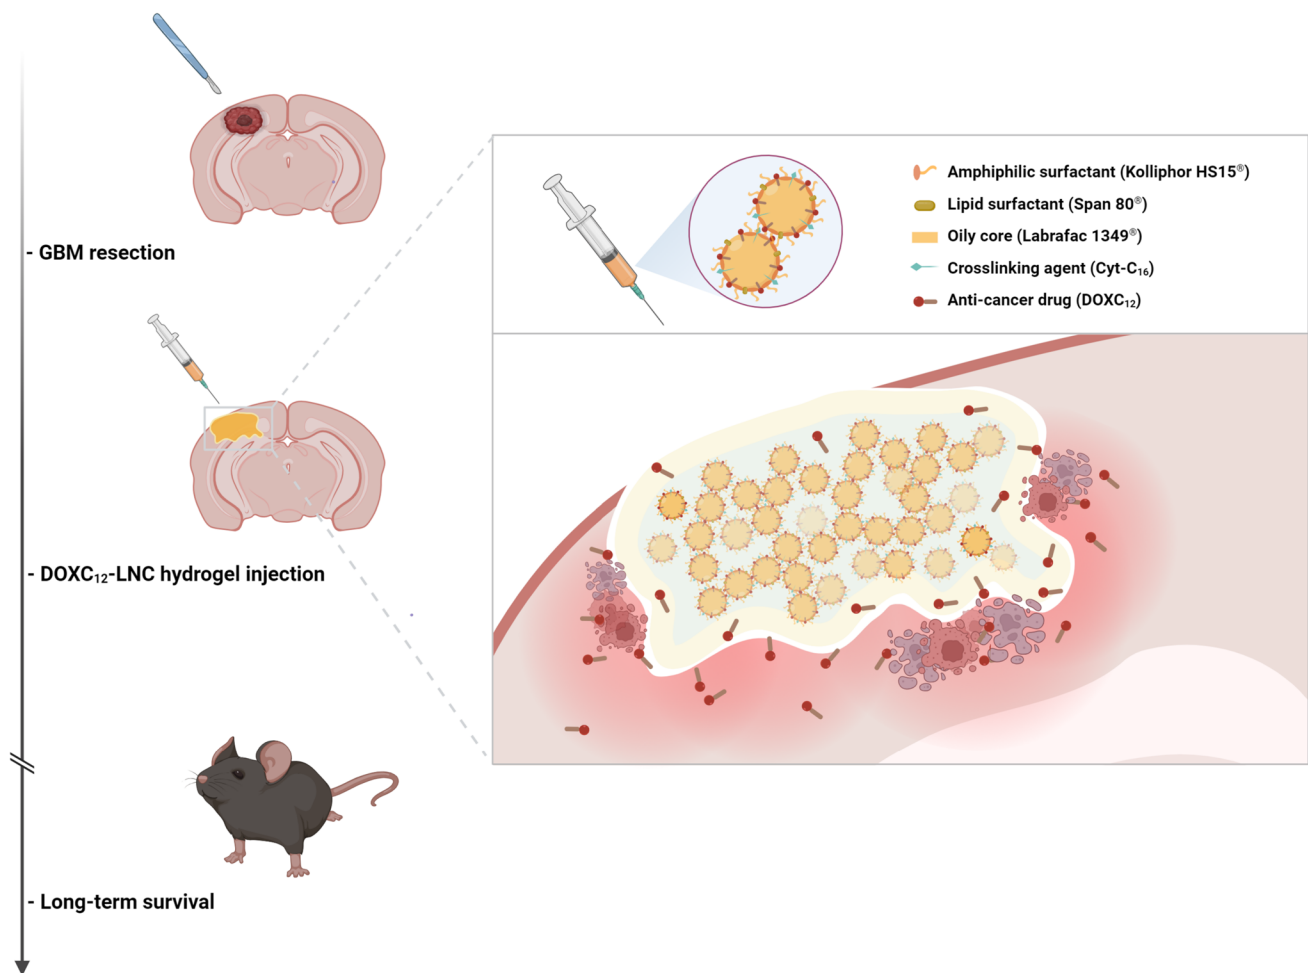 - GBM resection
- DOXC₁₂-LNC hydrogel injection
- Long-term survival
Amphiphilic surfactant (Kolliphor HS15®)
Lipid surfactant (Span 80®)
Oily core (Labrafac 1349®)
Crosslinking agent (Cyt-C₁₆)
Anti-cancer drug (DOXC₁₂)